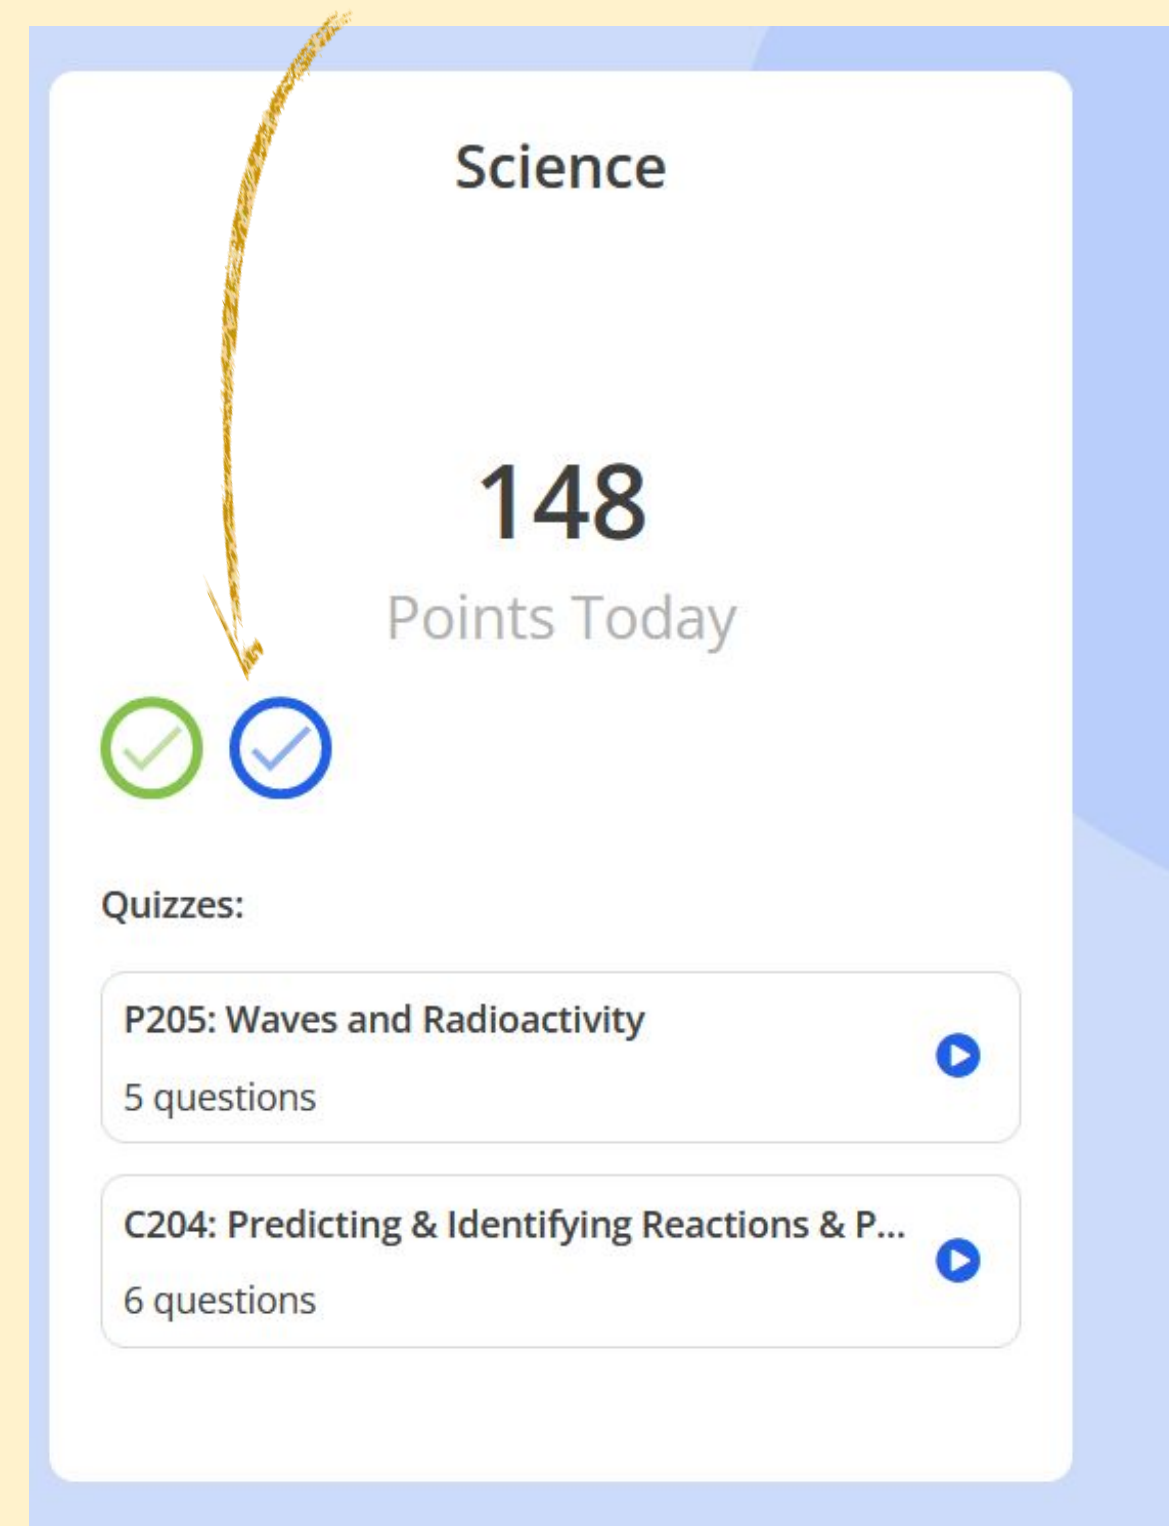 Science
148
Points Today
Quizzes:
P205: Waves and Radioactivity
5 questions
C204: Predicting & Identifying Reactions & P...
6 questions